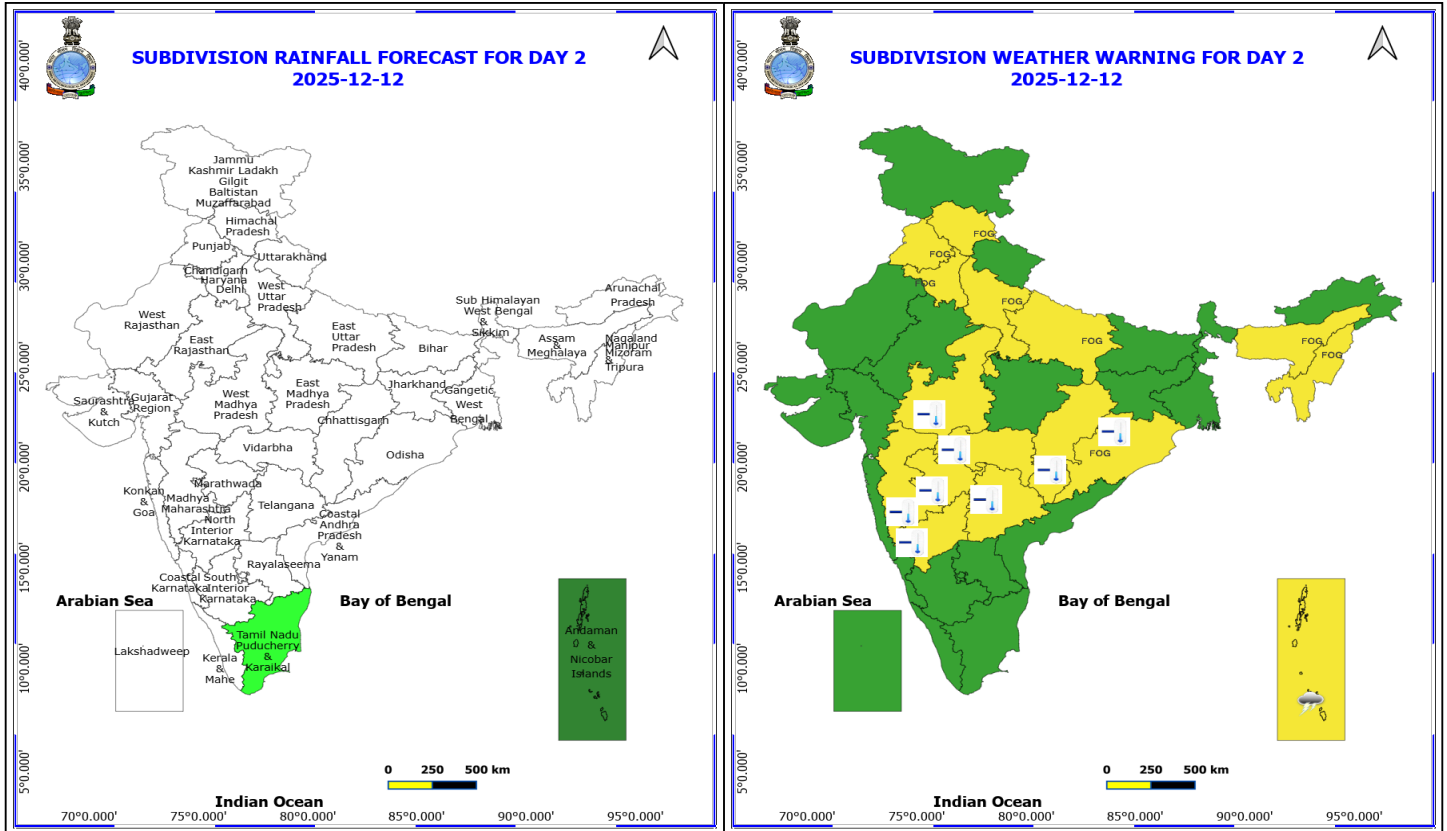 SUBDIVISION RAINFALL FORECAST FOR DAY 2
2025-12-12
40°0.000'
35°0.000'
30°0.000'
25°0.000'
20°0.000'
15°0.000'
10°0.000'
5°0.000'
Jammu
Kashmir Ladakh
Gilgit
Baltistan
Muzaffarabad
Himachal
Pradesh
Punjab
Uttarakhand
Chandigarh
Haryana
Delhi
West
Uttar
Pradesh
Arunachal
Pradesh
Sub Himalayan
West Bengal
&
Sikkim
West
Rajasthan
East
Rajasthan
East
Uttar
Pradesh
Bihar
Assam
&
Meghalaya
Nagaland
Manipur
Mizoram
&
Tripura
Saurashtra
&
Kutch
Gujarat
Region
West
Madhya
Pradesh
East
Madhya
Pradesh
Jharkhand
Gangetic
West
Bengal
Chhattisgarh
Vidarbha
Odisha
Konkan
&
Goa
Madhya
Maharashtra
Marathwada
Telangana
North
Interior
Karnataka
Coastal
Andhra
Pradesh
&
Yanam
Rayalaseema
Coastal
Karnataka
South
Interior
Karnataka
Arabian Sea
Bay of Bengal
Tamil Nadu
Puducherry
&
Karaikal
Andaman
&
Nicobar
Islands
Lakshadweep
Kerala
&
Mahe
0 250 500 km
Indian Ocean
70°0.000' 75°0.000' 80°0.000' 85°0.000' 90°0.000' 95°0.000'
SUBDIVISION WEATHER WARNING FOR DAY 2
2025-12-12
40°0.000'
35°0.000'
30°0.000'
25°0.000'
20°0.000'
15°0.000'
10°0.000'
5°0.000'
FOG
FOG
FOG
FOG
FOG
FOG
FOG
FOG
Arabian Sea
Bay of Bengal
0 250 500 km
Indian Ocean
70°0.000' 75°0.000' 80°0.000' 85°0.000' 90°0.000' 95°0.000'